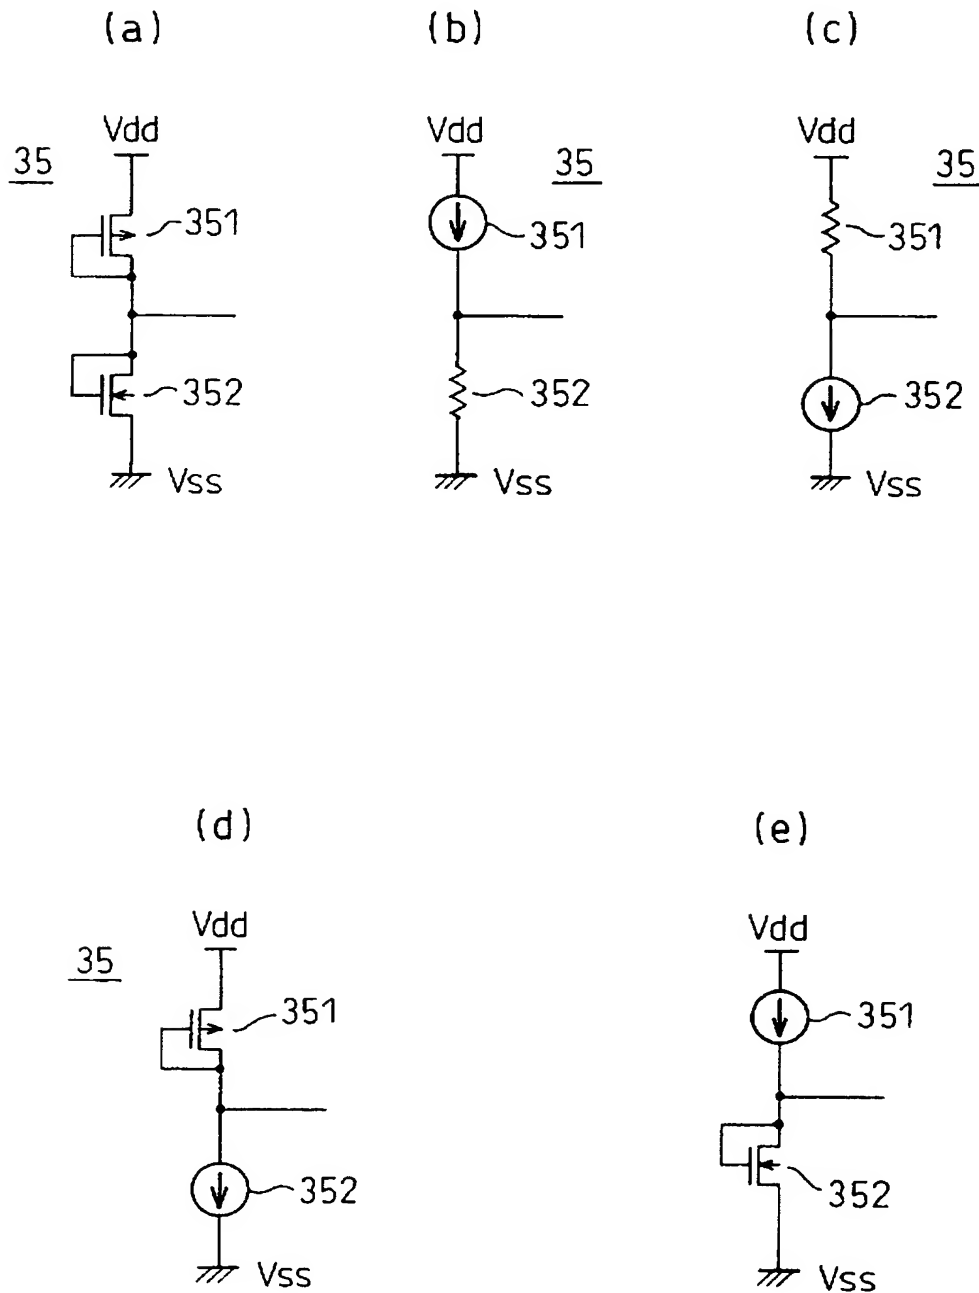 (a) (b) (c)
Vdd Vdd Vdd
35 35 35
351 351 351
352 352 352
Vss Vss Vss
(d) (e)
Vdd Vdd
35
351 351
352 352
Vss Vss